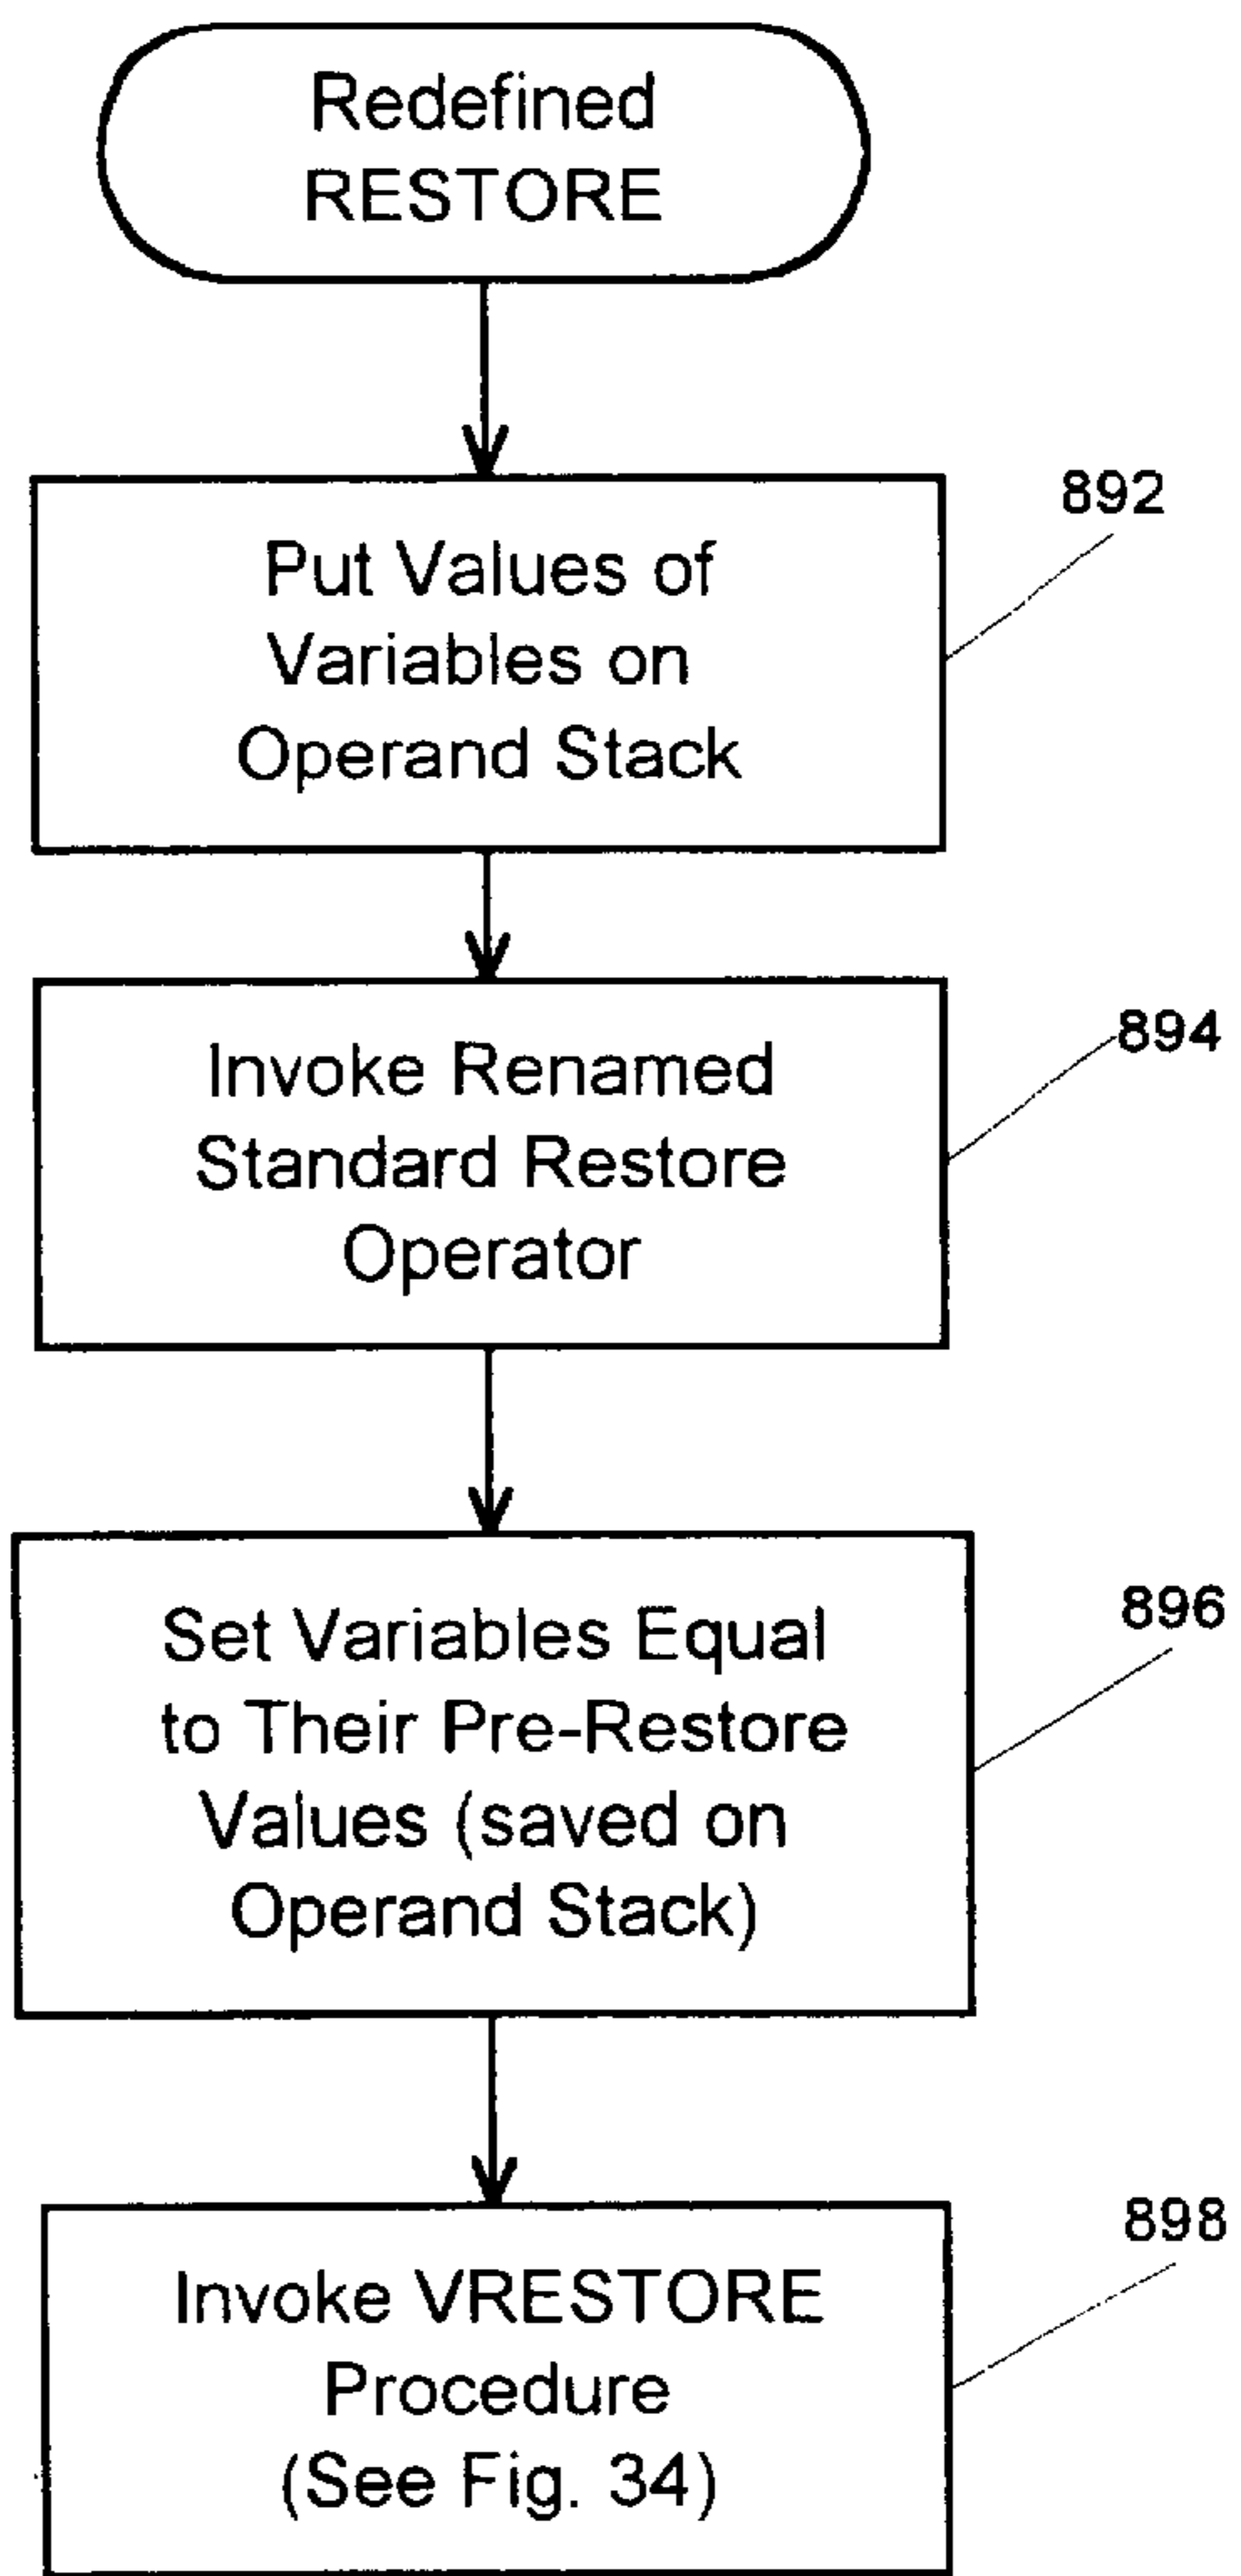 Redefined
RESTORE
892
Put Values of
Variables on
Operand Stack
894
Invoke Renamed
Standard Restore
Operator
896
Set Variables Equal
to Their Pre-Restore
Values (saved on
Operand Stack)
898
Invoke VRESTORE
Procedure
(See Fig. 34)